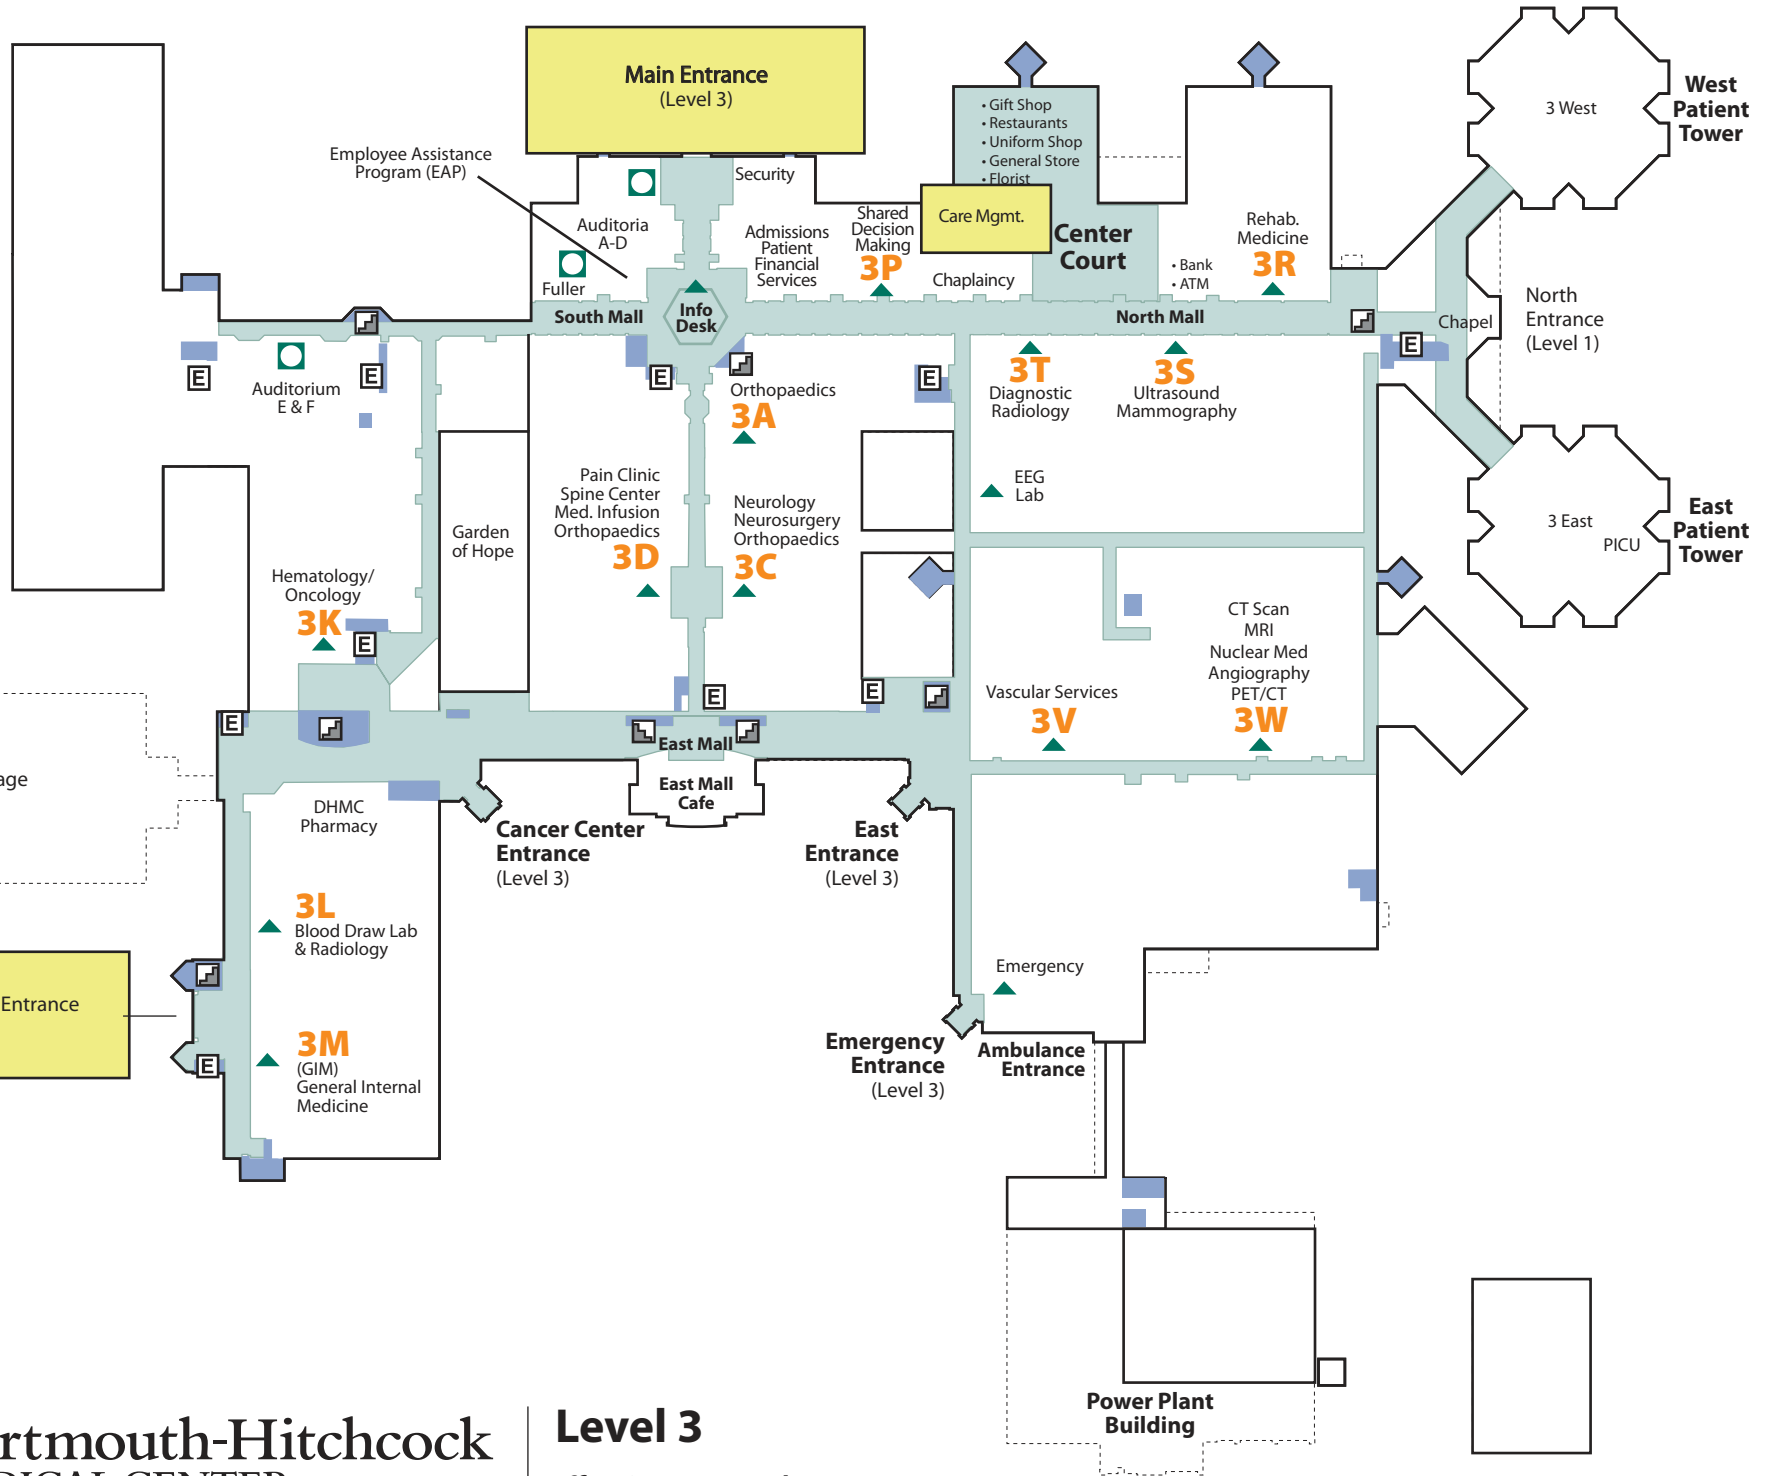 Main Entrance
(Level 3)
• Gift Shop
• Restaurants
• Uniform Shop
• General Store
• Florist
Care Mgmt.
Center
Court
3 West
West
Patient
Tower
Employee Assistance
Program (EAP)
Security
Auditoria
A-D
Fuller
Admissions
Patient
Financial
Services
Shared
Decision
Making
3P
Chaplaincy
• Bank
• ATM
Rehab.
Medicine
3R
South Mall
Info
Desk
North Mall
Chapel
North
Entrance
(Level 1)
E
E
E
E
E
Auditorium
E & F
Orthopaedics
3A
3T
Diagnostic
Radiology
3S
Ultrasound
Mammography
EEG
Lab
Garden
of Hope
Pain Clinic
Spine Center
Med. Infusion
Orthopaedics
3D
Neurology
Neurosurgery
Orthopaedics
3C
3 East
PICU
East
Patient
Tower
Hematology/
Oncology
3K
E
CT Scan
MRI
Nuclear Med
Angiography
PET/CT
3W
Vascular Services
3V
E
E
E
East Mall
East Mall
Cafe
age
DHMC
Pharmacy
Cancer Center
Entrance
(Level 3)
East
Entrance
(Level 3)
3L
Blood Draw Lab
& Radiology
Entrance
3M
(GIM)
General Internal
Medicine
E
Emergency
Emergency
Entrance
(Level 3)
Ambulance
Entrance
Power Plant
Building
rtmouth-Hitchcock
Level 3